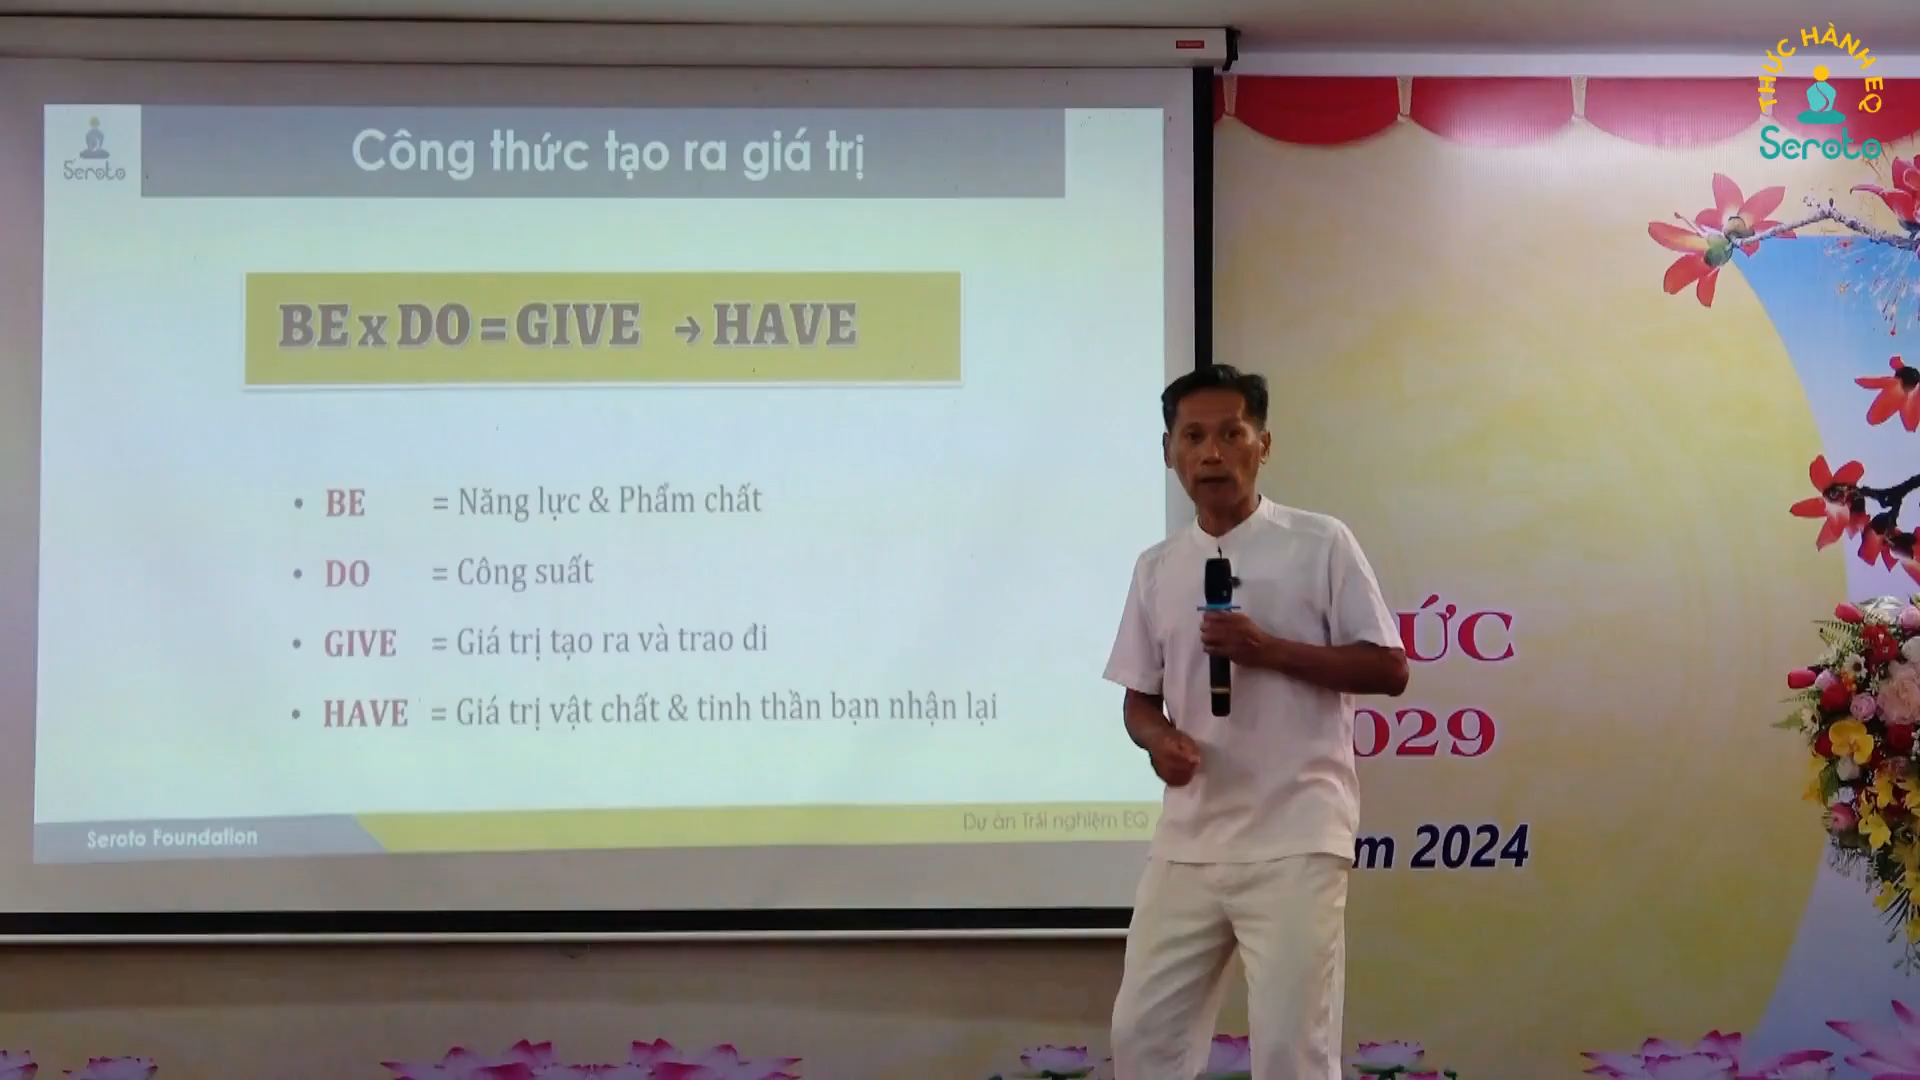 Seroto
Công thức tạo ra giá trị
BE x DO = GIVE → HAVE
• BE = Năng lực & Phẩm chất
• DO = Công suất
• GIVE = Giá trị tạo ra và trao đi
• HAVE = Giá trị vật chất & tinh thần bạn nhận lại
Seroto Foundation
Dự án Trải nghiệm EQ
THỰC HÀNH EQ
Seroto
ỨC
029
m 2024